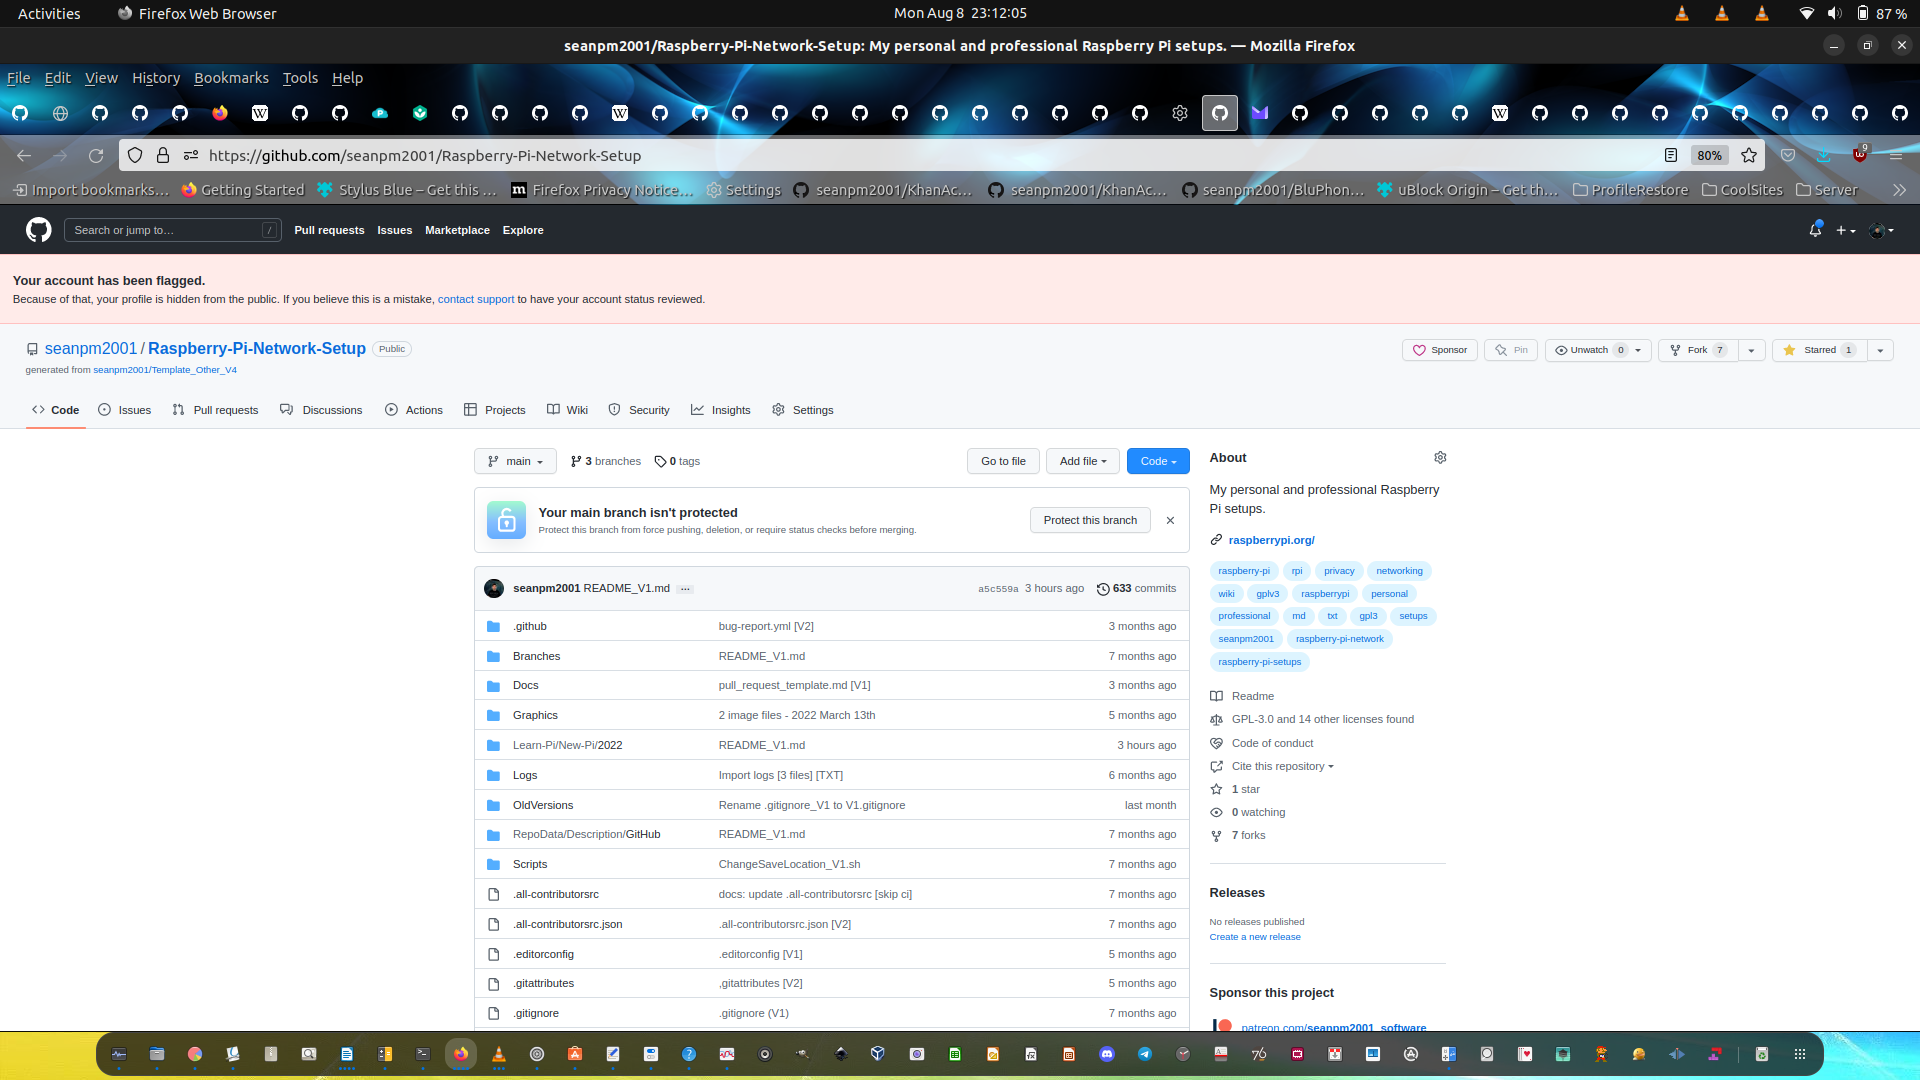 Activities Firefox Web Browser Mon Aug 8 23:12:05 87 %
seanpm2001/Raspberry-Pi-Network-Setup: My personal and professional Raspberry Pi setups. — Mozilla Firefox
File Edit View History Bookmarks Tools Help
https://github.com/seanpm2001/Raspberry-Pi-Network-Setup 80% 9
Import bookmarks… Getting Started Stylus Blue – Get this … Firefox Privacy Notice… Settings seanpm2001/KhanAc… seanpm2001/KhanAc… seanpm2001/BluPhon… uBlock Origin – Get th… ProfileRestore CoolSites Server
Search or jump to… / Pull requests Issues Marketplace Explore
Your account has been flagged.
Because of that, your profile is hidden from the public. If you believe this is a mistake, contact support to have your account status reviewed.
seanpm2001 / Raspberry-Pi-Network-Setup Public Sponsor Pin Unwatch 0 Fork 7 Starred 1
generated from seanpm2001/Template_Other_V4
Code Issues Pull requests Discussions Actions Projects Wiki Security Insights Settings
main 3 branches 0 tags Go to file Add file Code
Your main branch isn't protected
Protect this branch from force pushing, deletion, or require status checks before merging.
Protect this branch
seanpm2001 README_V1.md ... a5c559a 3 hours ago 633 commits
.github bug-report.yml [V2] 3 months ago
Branches README_V1.md 7 months ago
Docs pull_request_template.md [V1] 3 months ago
Graphics 2 image files - 2022 March 13th 5 months ago
Learn-Pi/New-Pi/2022 README_V1.md 3 hours ago
Logs Import logs [3 files] [TXT] 6 months ago
OldVersions Rename .gitignore_V1 to V1.gitignore last month
RepoData/Description/GitHub README_V1.md 7 months ago
Scripts ChangeSaveLocation_V1.sh 7 months ago
.all-contributorsrc docs: update .all-contributorsrc [skip ci] 7 months ago
.all-contributorsrc.json .all-contributorsrc.json [V2] 7 months ago
.editorconfig .editorconfig [V1] 5 months ago
.gitattributes ,gitattributes [V2] 5 months ago
.gitignore .gitignore (V1) 7 months ago
About
My personal and professional Raspberry
Pi setups.
raspberrypi.org/
raspberry-pi rpi privacy networking
wiki gplv3 raspberrypi personal
professional md txt gpl3 setups
seanpm2001 raspberry-pi-network
raspberry-pi-setups
Readme
GPL-3.0 and 14 other licenses found
Code of conduct
Cite this repository
1 star
0 watching
7 forks
Releases
No releases published
Create a new release
Sponsor this project
patreon.com/seanpm2001_software